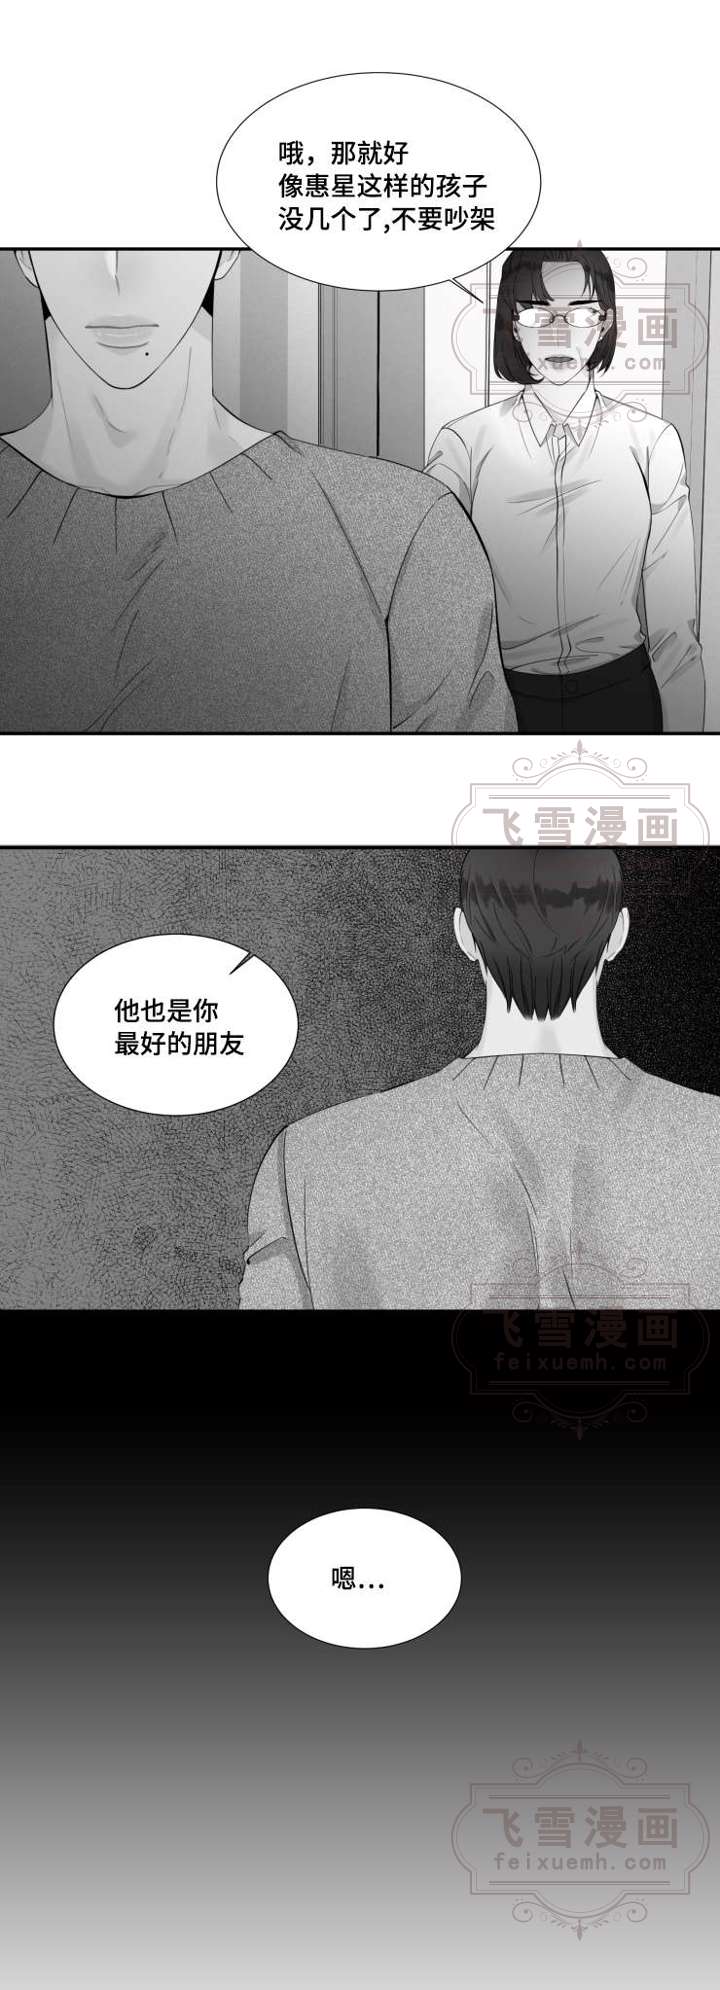 哦，那就好
像惠星这样的孩子
没几个了,不要吵架
飞雪漫画
feixuemh.com
飞雪漫画
他也是你
最好的朋友
飞雪漫画
feixuemh.com
嗯...
飞雪漫画
feixuemh.com